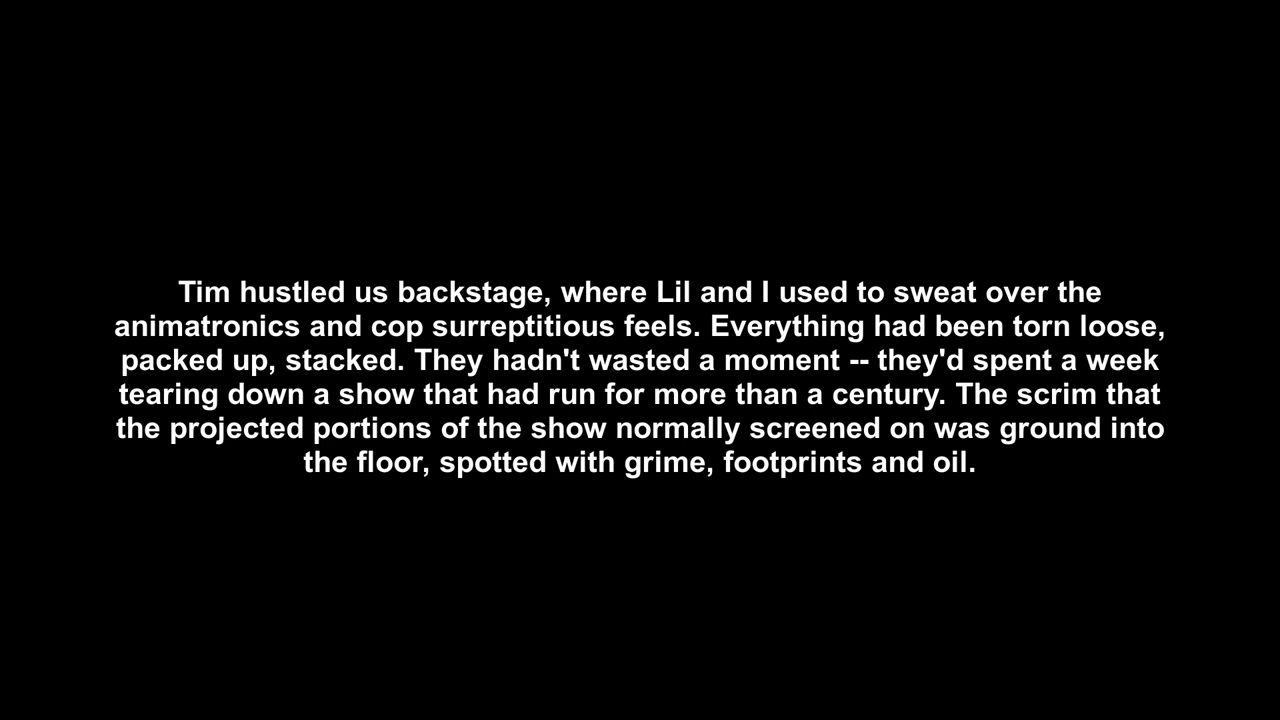 Tim hustled us backstage, where Lil and I used to sweat over the
animatronics and cop surreptitious feels. Everything had been torn loose,
packed up, stacked. They hadn't wasted a moment -- they'd spent a week
tearing down a show that had run for more than a century. The scrim that
the projected portions of the show normally screened on was ground into
the floor, spotted with grime, footprints and oil.